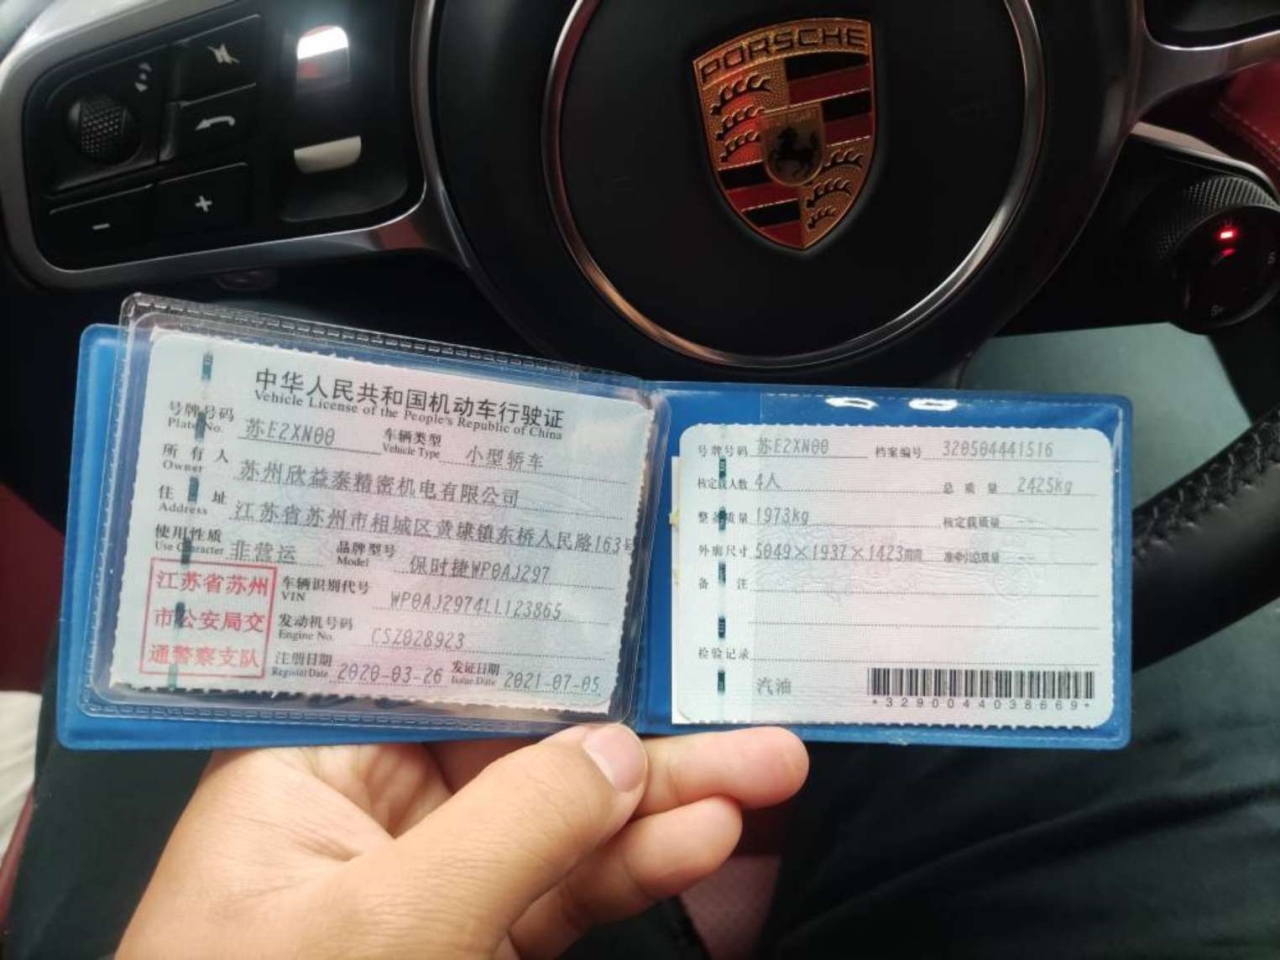 PORSCHE
中华人民共和国机动车行驶证
Vehicle License of the People's Republic of China
号牌号码 苏E2XN00 车辆类型 小型轿车
Plate No. Vehicle Type
所有人 苏州欣益泰精密机电有限公司
Owner
住址 江苏省苏州市相城区黄埭镇东桥人民路163号
Address
使用性质 非营运 品牌型号 保时捷WP0AJ297
Use Character Model
江苏省苏州
市公安局交
通警察支队
车辆识别代号 WP0AJ2974LL123865
VIN
发动机号码 CSZ028923
Engine No.
注册日期 2020-03-26 发证日期 2021-07-05
Register Date Issue Date
号牌号码 苏E2XN00 档案编号 320504441516
核定载人数 4人 总质量 2425kg
整备质量 1973kg 核定载质量 --
外廓尺寸 5049×1937×1423mm 准牵引总质量 --
备注
检验记录
汽油
*3290044038669*